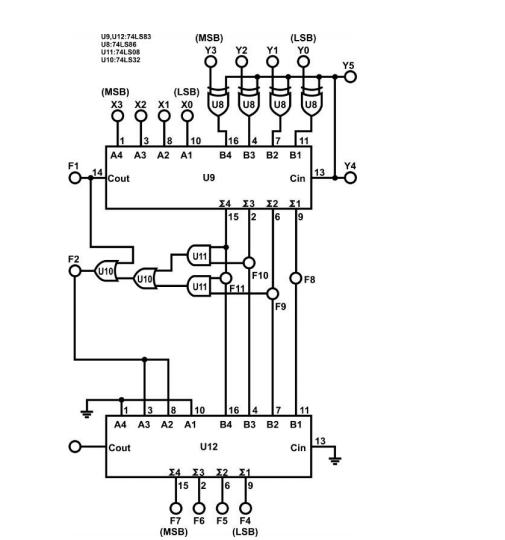 U9,U12:74LS83
U8:74LS86
U11:74LS08
U10:74LS32
(MSB) (LSB)
Y3 Y2 Y1 Y0
Y5
U8 U8 U8 U8
(MSB) (LSB)
X3 X2 X1 X0
1 3 8 10 16 4 7 11
A4 A3 A2 A1 B4 B3 B2 B1
F1 14 Cout U9 Cin 13 Y4
Σ4 Σ3 Σ2 Σ1
15 2 6 9
U11
F2 U10 U10 F10
F8
U11 F11
F9
1 3 8 10 16 4 7 11
A4 A3 A2 A1 B4 B3 B2 B1
Cout U12 Cin 13
Σ4 Σ3 Σ2 Σ1
15 2 6 9
F7 F6 F5 F4
(MSB) (LSB)